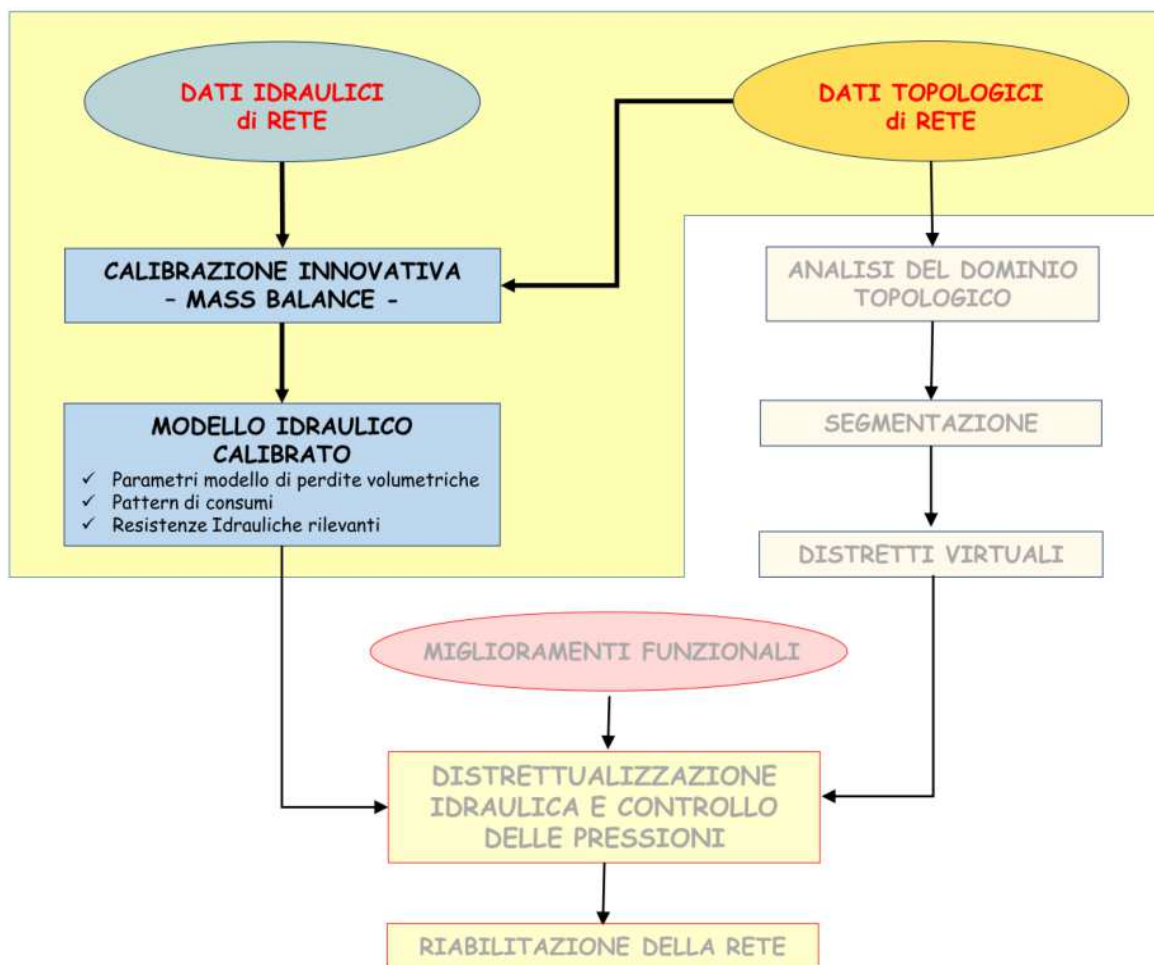 DATI IDRAULICI
di RETE
DATI TOPOLOGICI
di RETE
CALIBRAZIONE INNOVATIVA
– MASS BALANCE -
ANALISI DEL DOMINIO
TOPOLOGICO
MODELLO IDRAULICO
CALIBRATO
✓ Parametri modello di perdite volumetriche
✓ Pattern di consumi
✓ Resistenze Idrauliche rilevanti
SEGMENTAZIONE
DISTRETTI VIRTUALI
MIGLIORAMENTI FUNZIONALI
DISTRETTUALIZZAZIONE
IDRAULICA E CONTROLLO
DELLE PRESSIONI
RIABILITAZIONE DELLA RETE